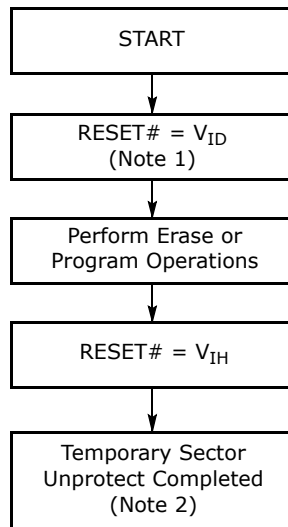 START
RESET# = VID
(Note 1)
Perform Erase or
Program Operations
RESET# = VIH
Temporary Sector
Unprotect Completed
(Note 2)